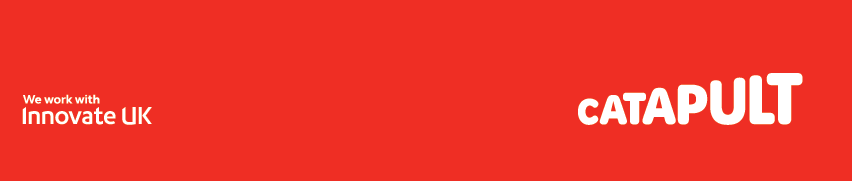 We work with
Innovate UK
CATAPULT